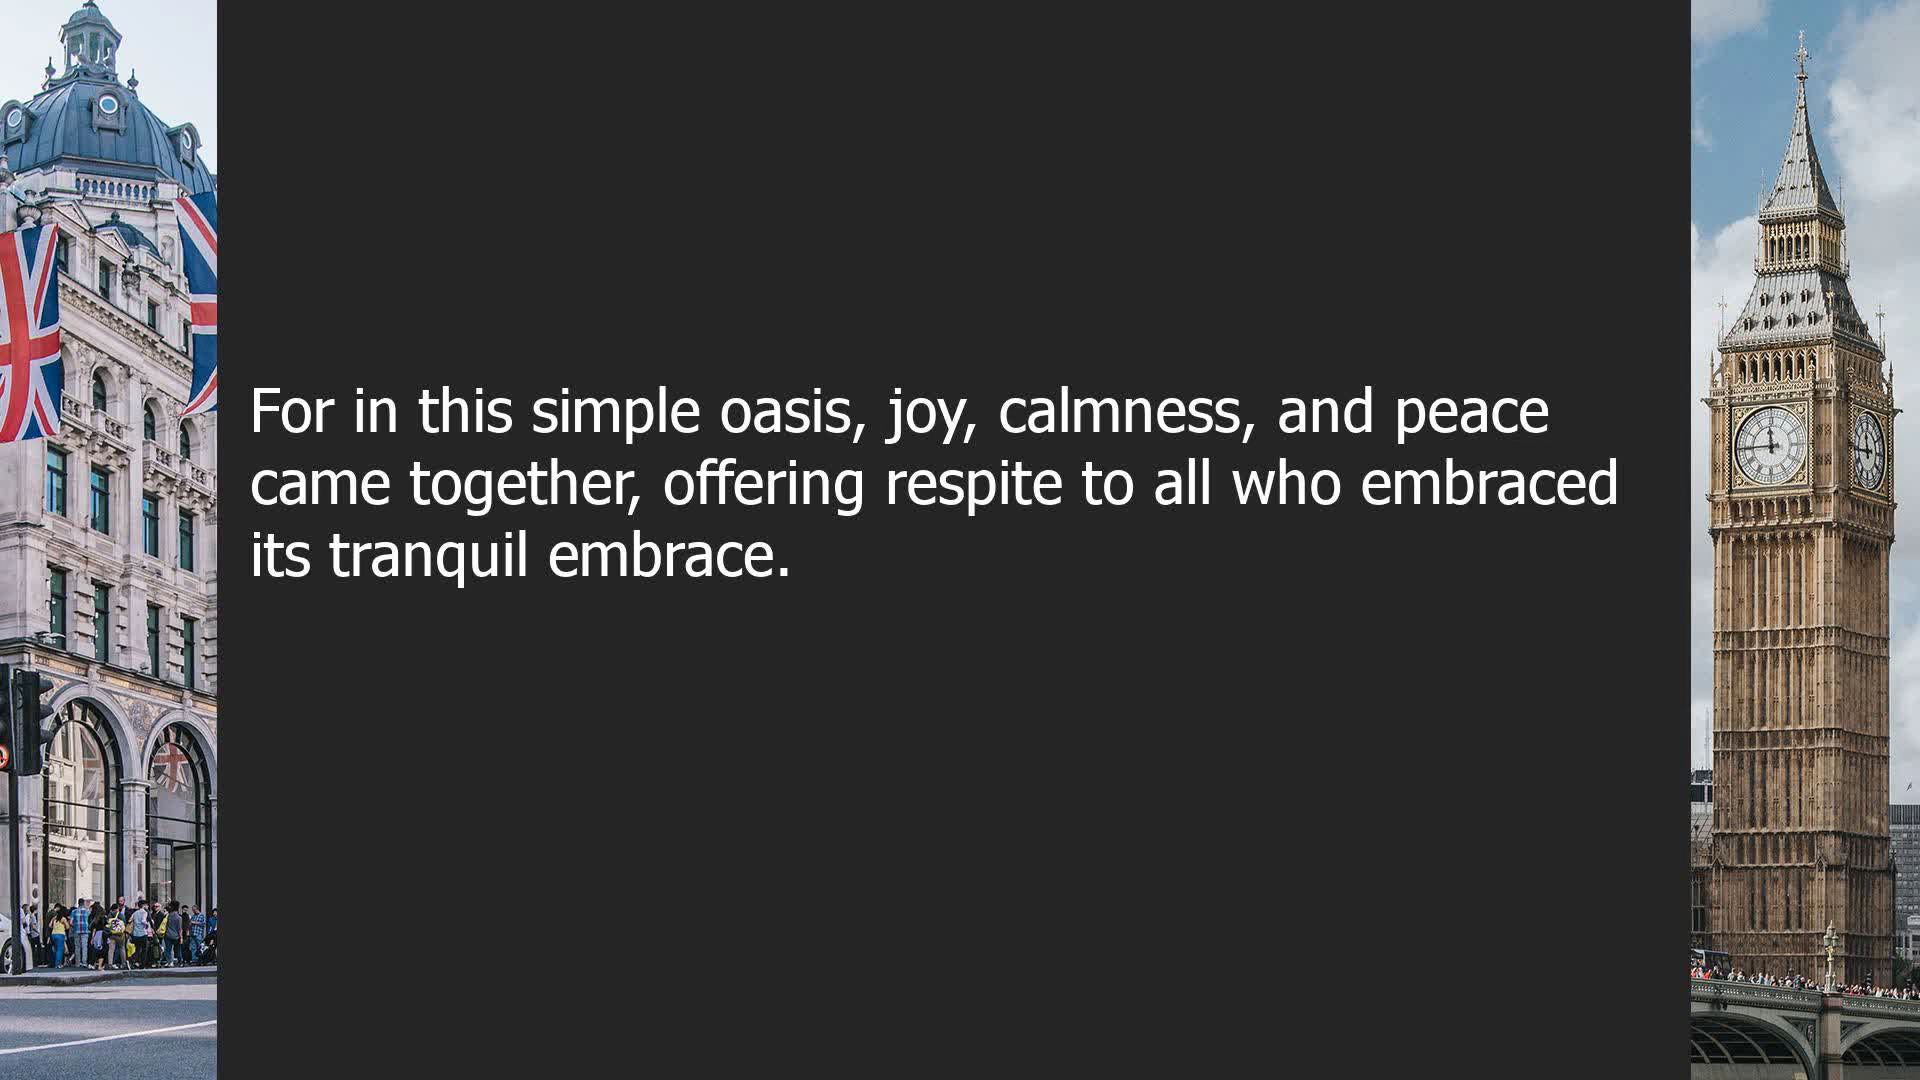 For in this simple oasis, joy, calmness, and peace
came together, offering respite to all who embraced
its tranquil embrace.